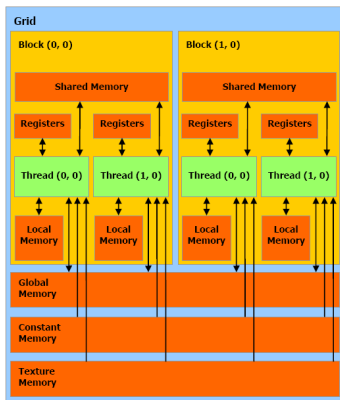 Grid
Block (0, 0)
Block (1, 0)
Shared Memory
Shared Memory
Registers
Registers
Registers
Registers
Thread (0, 0)
Thread (1, 0)
Thread (0, 0)
Thread (1, 0)
Local
Memory
Local
Memory
Local
Memory
Local
Memory
Global
Memory
Constant
Memory
Texture
Memory